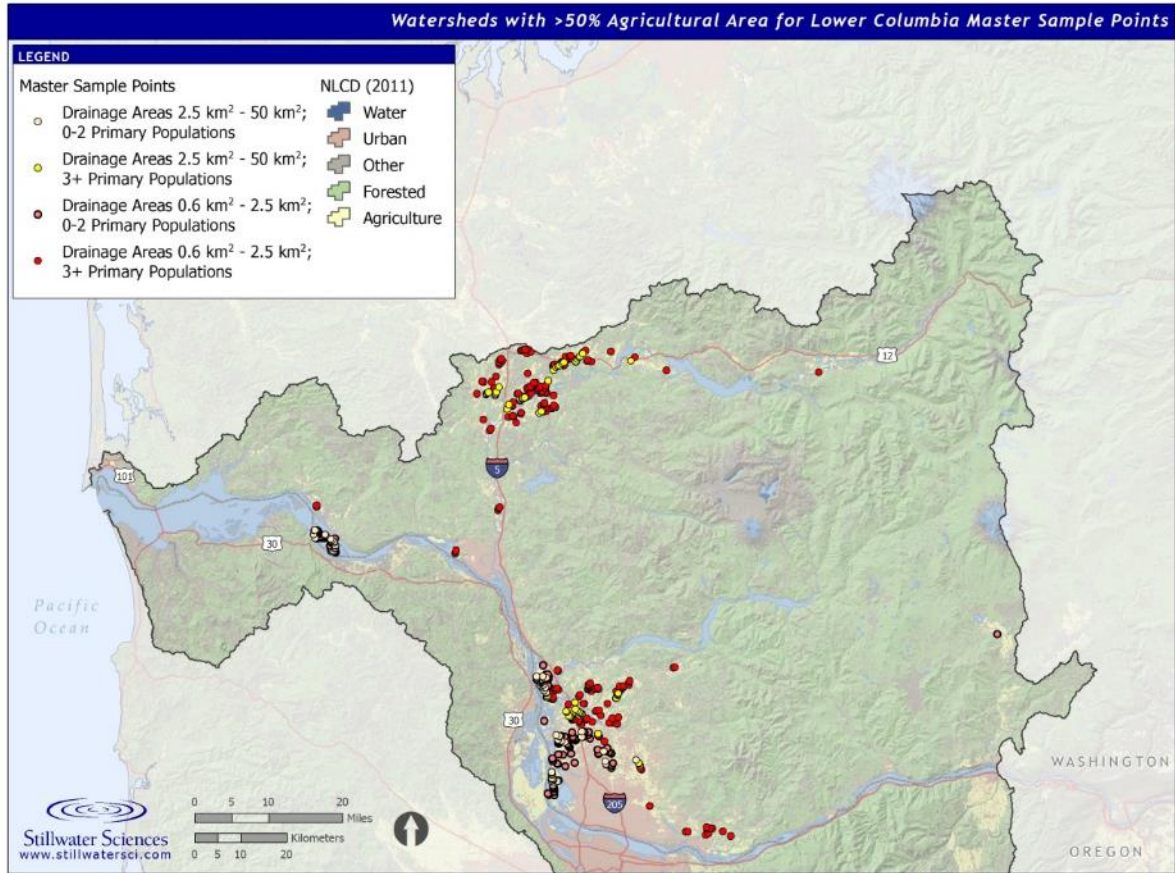 Watersheds with >50% Agricultural Area for Lower Columbia Master Sample Points
LEGEND
Master Sample Points
Drainage Areas 2.5 km² - 50 km²;
0-2 Primary Populations
Drainage Areas 2.5 km² - 50 km²;
3+ Primary Populations
Drainage Areas 0.6 km² - 2.5 km²;
0-2 Primary Populations
Drainage Areas 0.6 km² - 2.5 km²;
3+ Primary Populations
NLCD (2011)
Water
Urban
Other
Forested
Agriculture
12
5
101
30
Pacific
Ocean
30
205
WASHINGTON
OREGON
Stillwater Sciences
www.stillwatersci.com
0 5 10 20
Miles
Kilometers
0 5 10 20